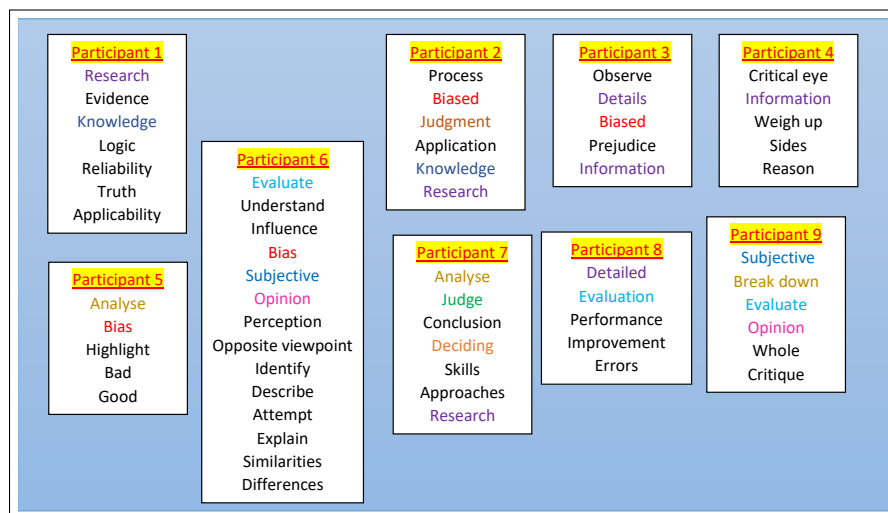 Participant 1
Research
Evidence
Knowledge
Logic
Reliability
Truth
Applicability
Participant 2
Process
Biased
Judgment
Application
Knowledge
Research
Participant 3
Observe
Details
Biased
Prejudice
Information
Participant 4
Critical eye
Information
Weigh up
Sides
Reason
Participant 5
Analyse
Bias
Highlight
Bad
Good
Participant 6
Evaluate
Understand
Influence
Bias
Subjective
Opinion
Perception
Opposite viewpoint
Identify
Describe
Attempt
Explain
Similarities
Differences
Participant 7
Analyse
Judge
Conclusion
Deciding
Skills
Approaches
Research
Participant 8
Detailed
Evaluation
Performance
Improvement
Errors
Participant 9
Subjective
Break down
Evaluate
Opinion
Whole
Critique